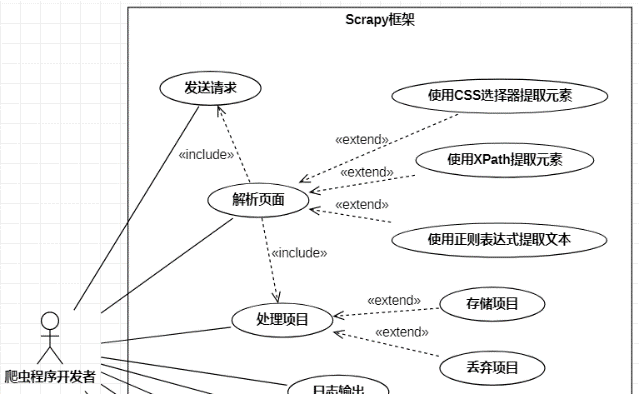 Scrapy框架
发送请求
使用CSS选择器提取元素
«extend»
«include»
使用XPath提取元素
«extend»
解析页面
«extend»
使用正则表达式提取文本
«include»
«extend»
存储项目
处理项目
«extend»
丢弃项目
爬虫程序开发者
日志输出